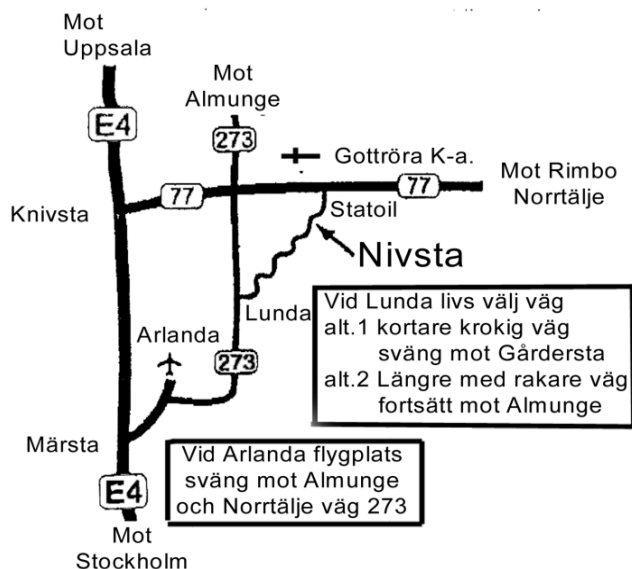 Mot
Uppsala
Mot
Almunge
E4
273
Gottröra K-a.
Mot Rimbo
Norrtälje
77
77
Knivsta
Statoil
Nivsta
Lunda
Vid Lunda livs välj väg
alt.1 kortare krokig väg
sväng mot Gårdersta
alt.2 Längre med rakare väg
fortsätt mot Almunge
Arlanda
273
Märsta
Vid Arlanda flygplats
sväng mot Almunge
och Norrtälje väg 273
E4
Mot
Stockholm